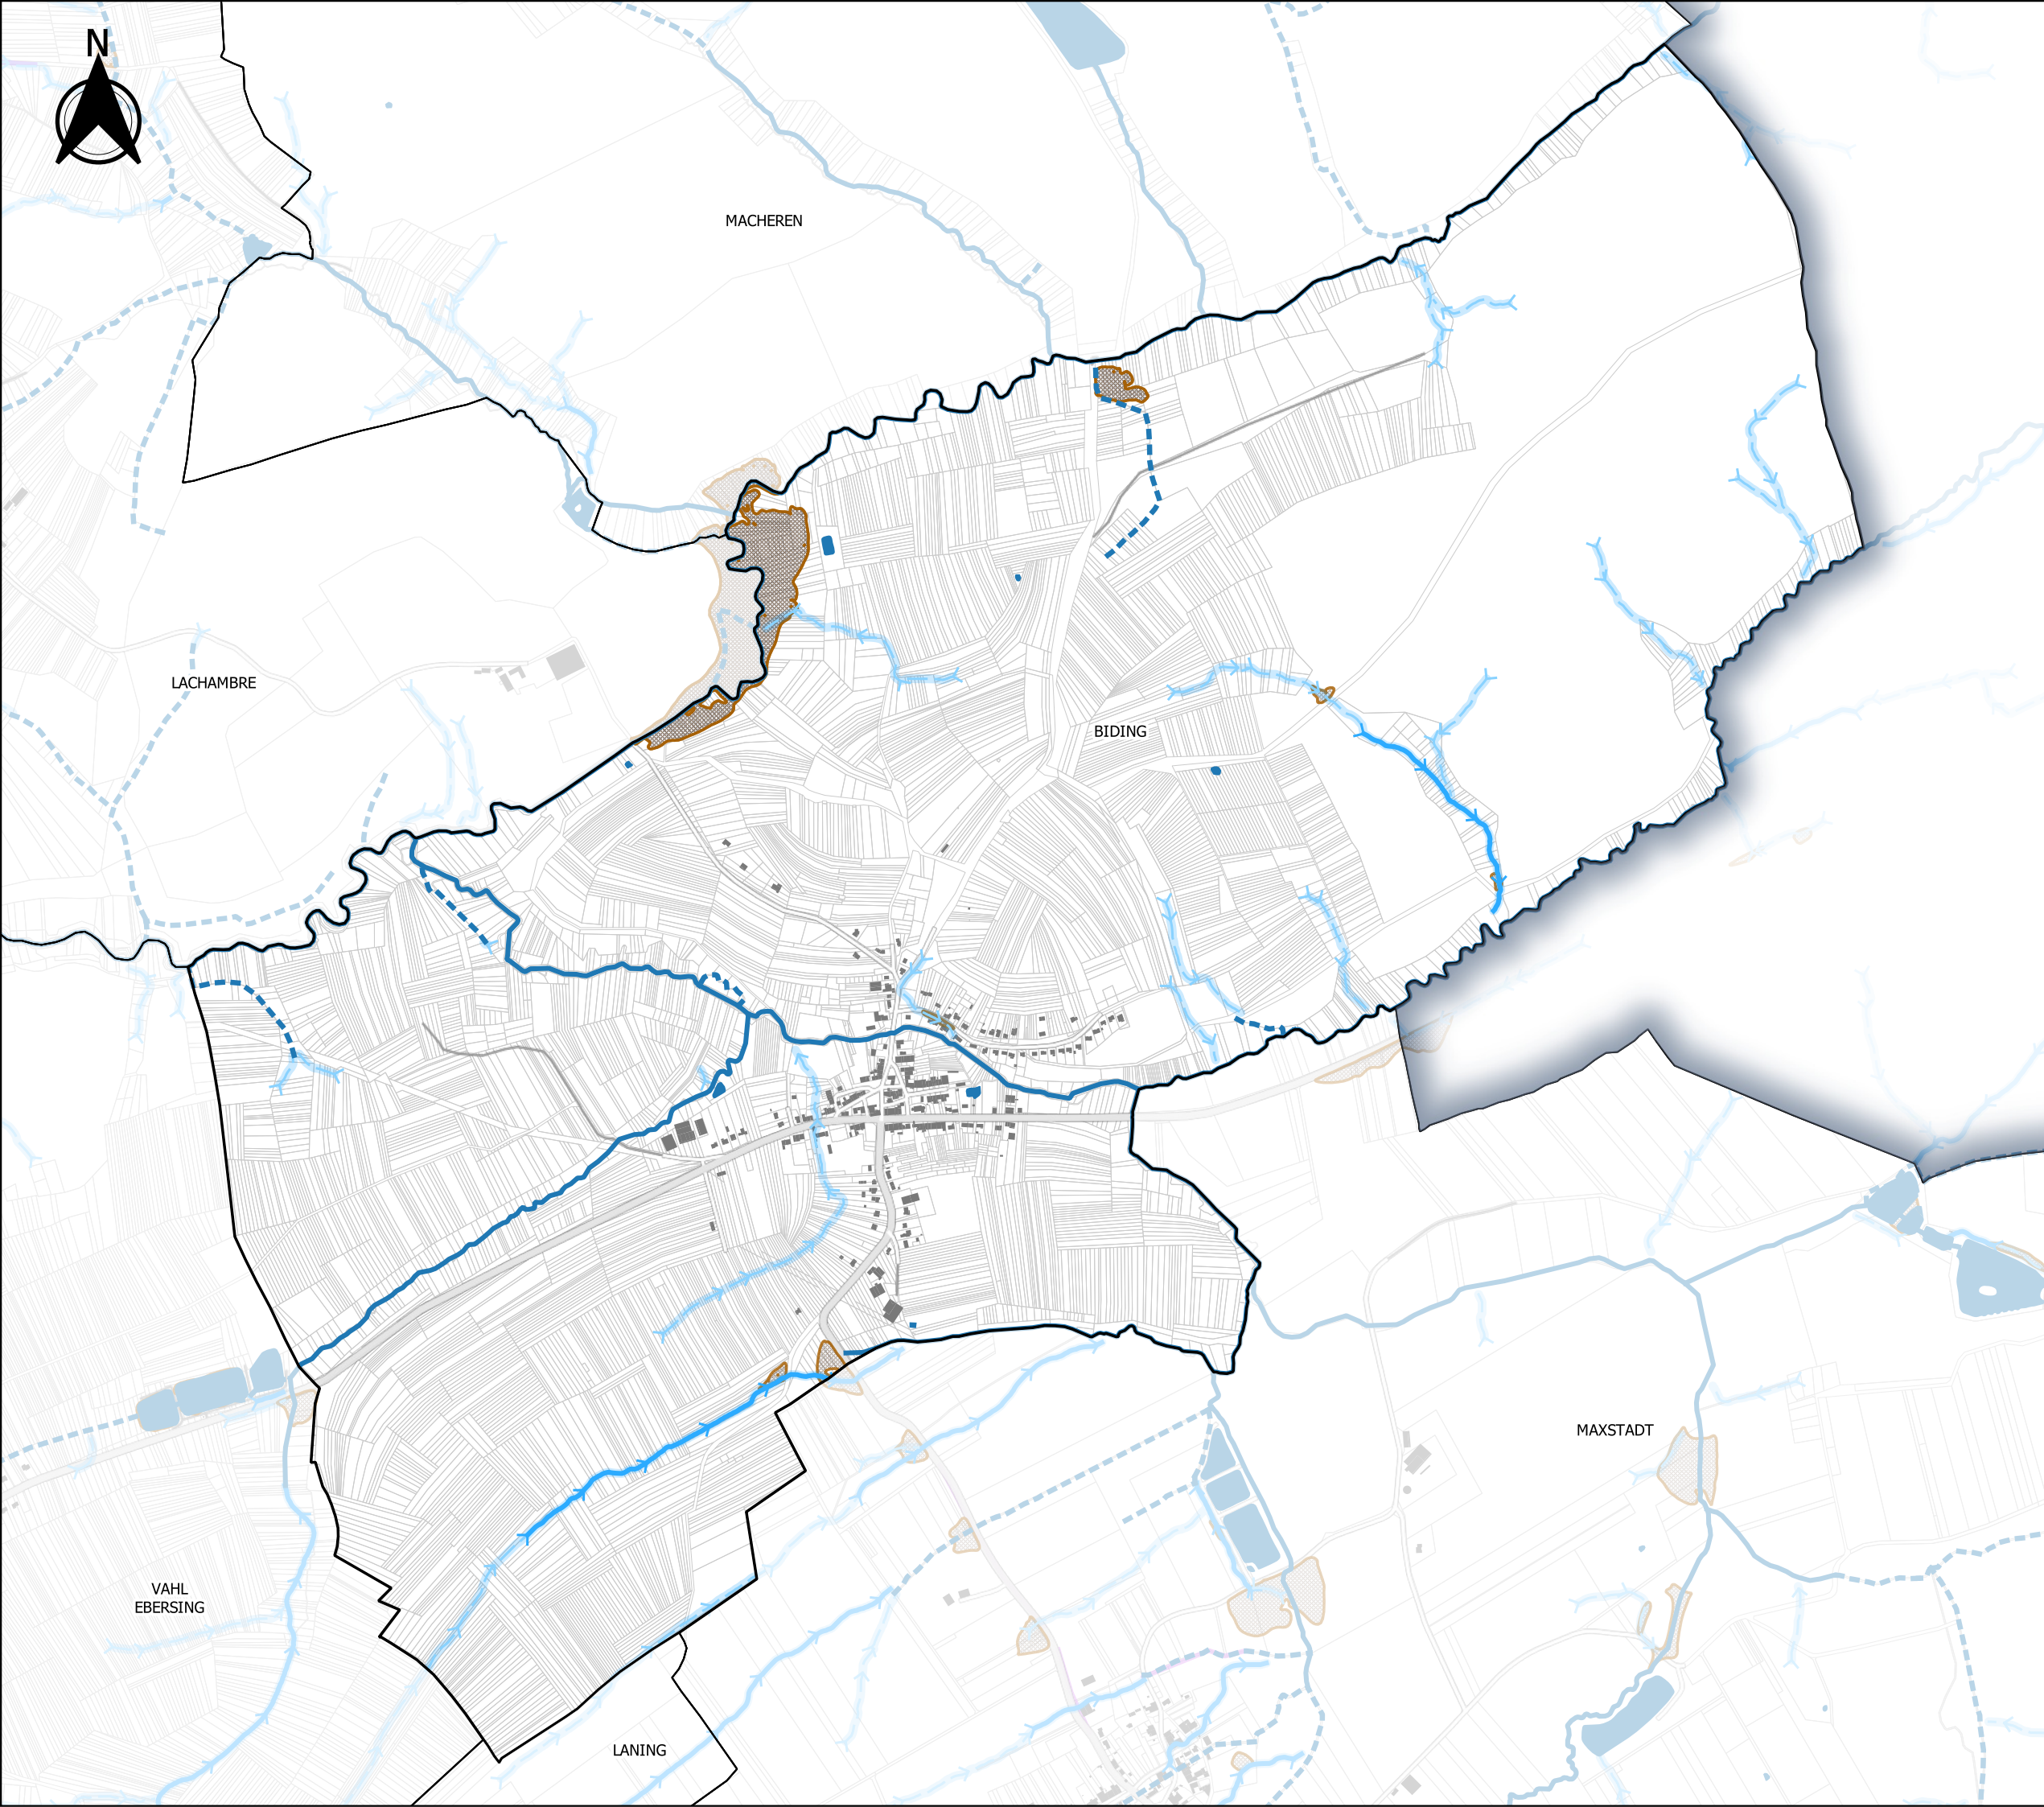 N
MACHEREN
LACHAMBRE
BIDING
MAXSTADT
VAHL
EBERSING
LANING